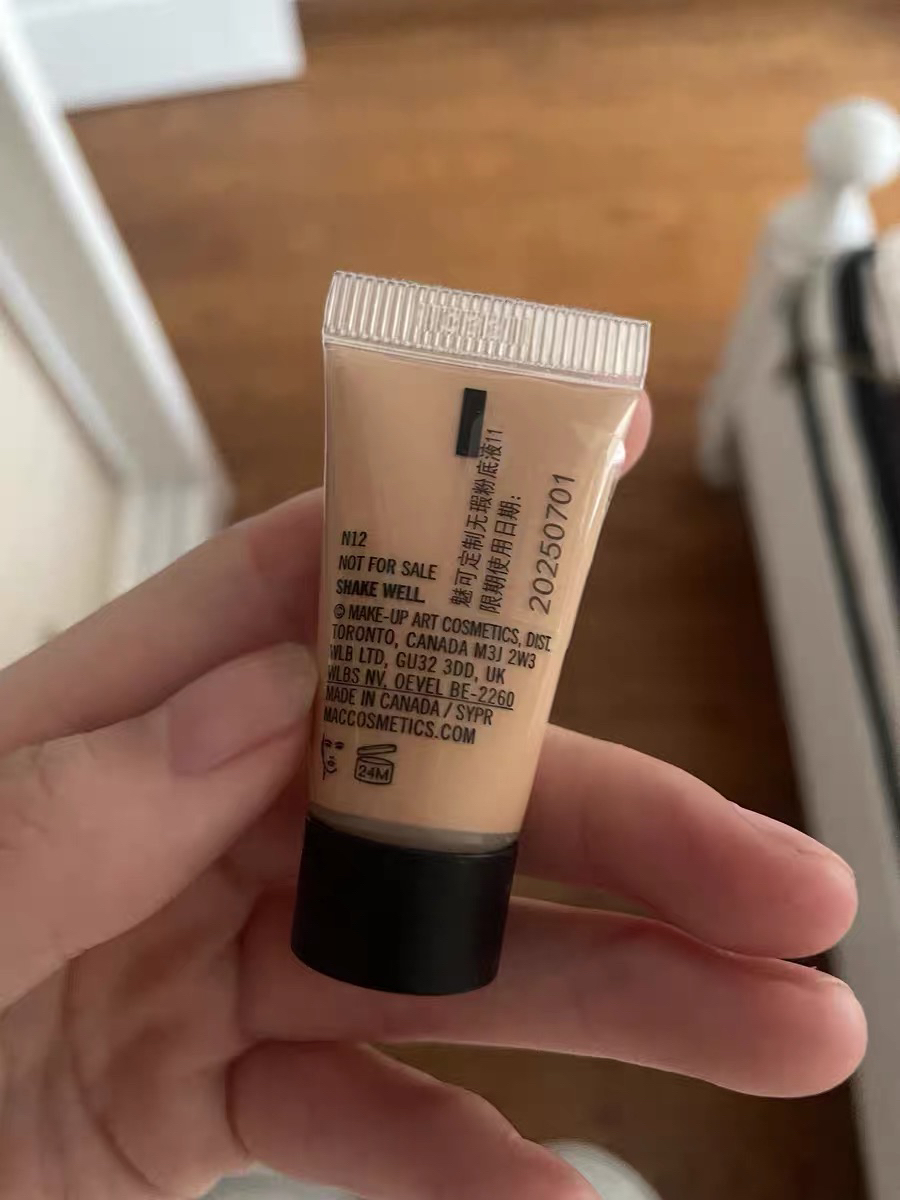 N12
NOT FOR SALE
SHAKE WELL
© MAKE-UP ART COSMETICS, DIST.
TORONTO, CANADA M3J 2W3
WLB LTD, GU32 3DD, UK
WLBS NV, OEVEL BE-2260
MADE IN CANADA / SYPR
MACCOSMETICS.COM
24M
魅可定制无瑕粉底液11
限期使用日期:
20250701